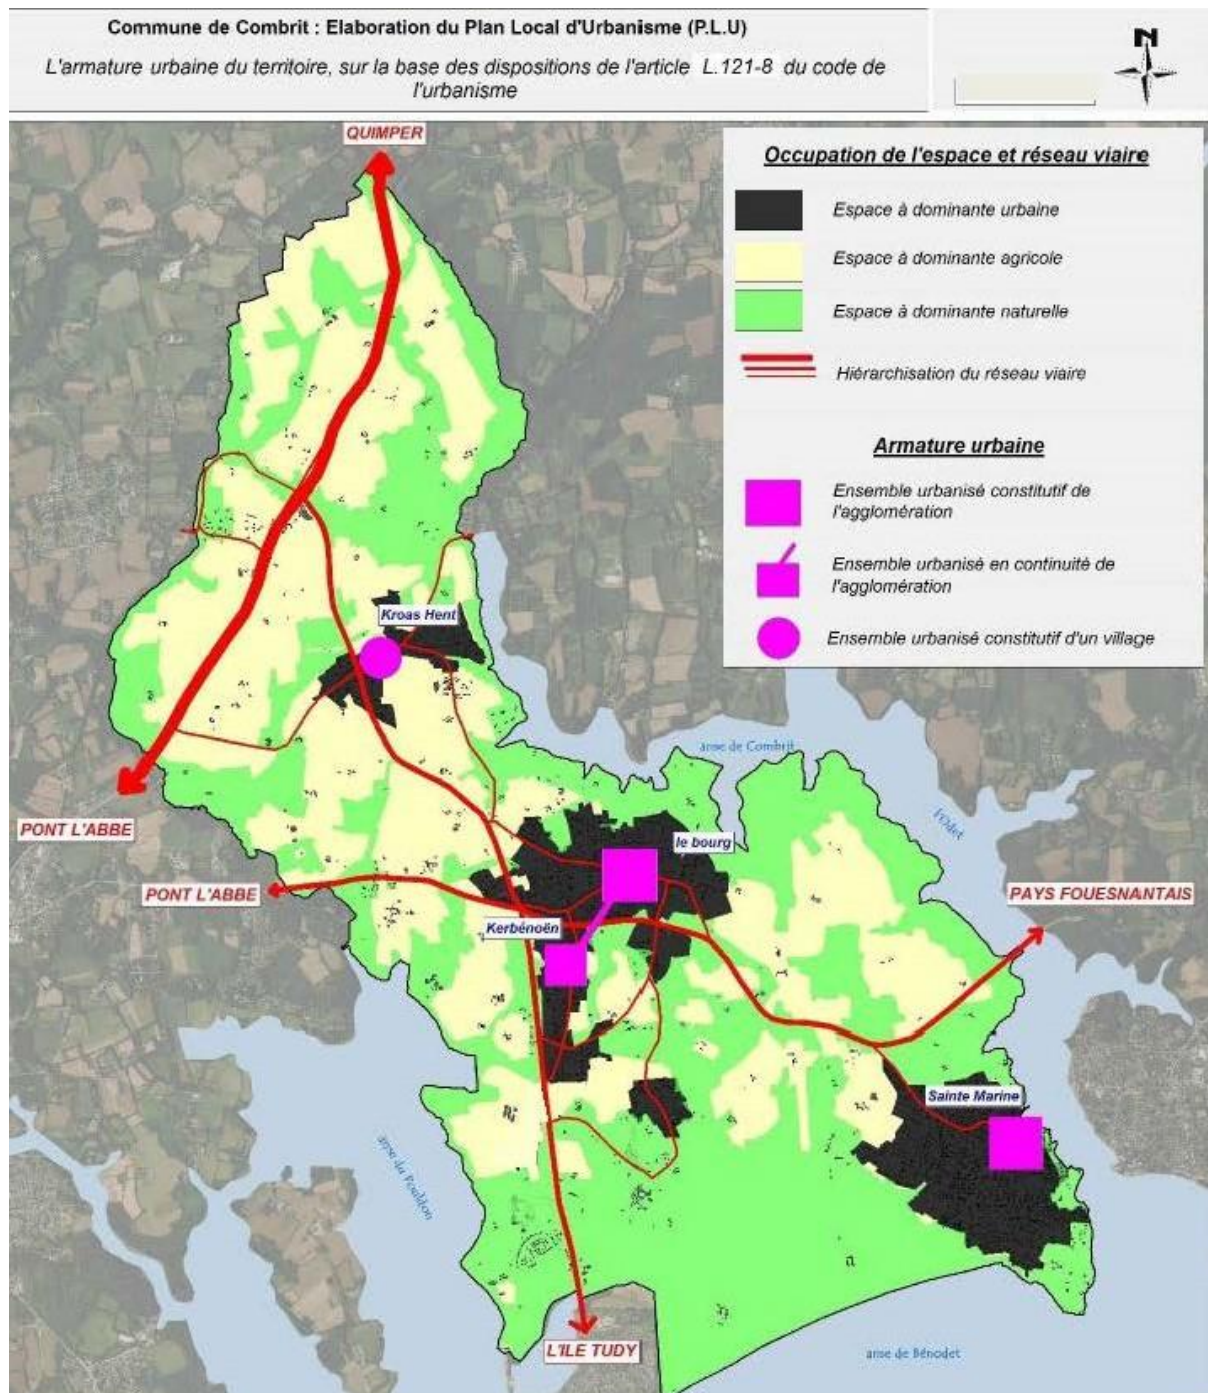 Commune de Combrit : Elaboration du Plan Local d'Urbanisme (P.L.U)
L'armature urbaine du territoire, sur la base des dispositions de l'article L.121-8 du code de
l'urbanisme
N
QUIMPER
Occupation de l'espace et réseau viaire
Espace à dominante urbaine
Espace à dominante agricole
Espace à dominante naturelle
Hiérarchisation du réseau viaire
Armature urbaine
Ensemble urbanisé constitutif de
l'agglomération
Ensemble urbanisé en continuité de
l'agglomération
Ensemble urbanisé constitutif d'un village
Kroas Hent
anse de Combrit
l'Odet
PONT L'ABBE
le bourg
PONT L'ABBE
PAYS FOUESNANTAIS
Kerbénoën
Sainte Marine
anse du Pouldon
L'ILE TUDY
anse de Bénodet